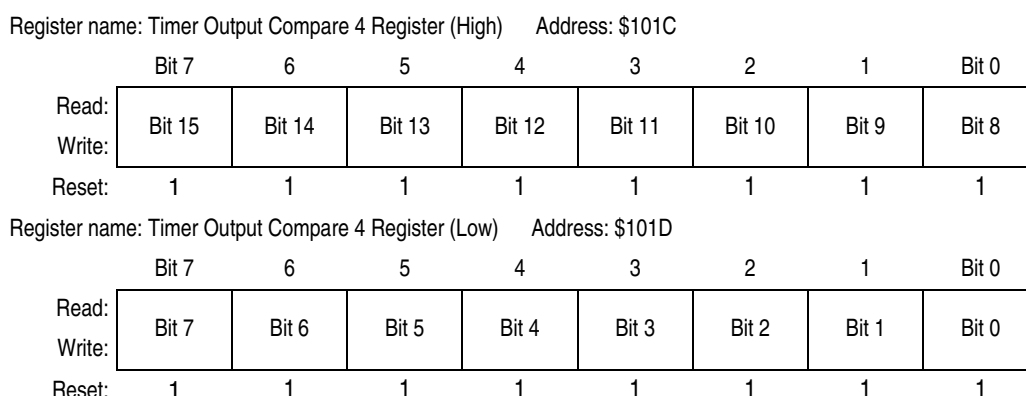 Register name: Timer Output Compare 4 Register (High) Address: $101C
Bit 7 6 5 4 3 2 1 Bit 0
Read:
Bit 15 Bit 14 Bit 13 Bit 12 Bit 11 Bit 10 Bit 9 Bit 8
Write:
Reset: 1 1 1 1 1 1 1 1
Register name: Timer Output Compare 4 Register (Low) Address: $101D
Bit 7 6 5 4 3 2 1 Bit 0
Read:
Bit 7 Bit 6 Bit 5 Bit 4 Bit 3 Bit 2 Bit 1 Bit 0
Write:
Reset: 1 1 1 1 1 1 1 1